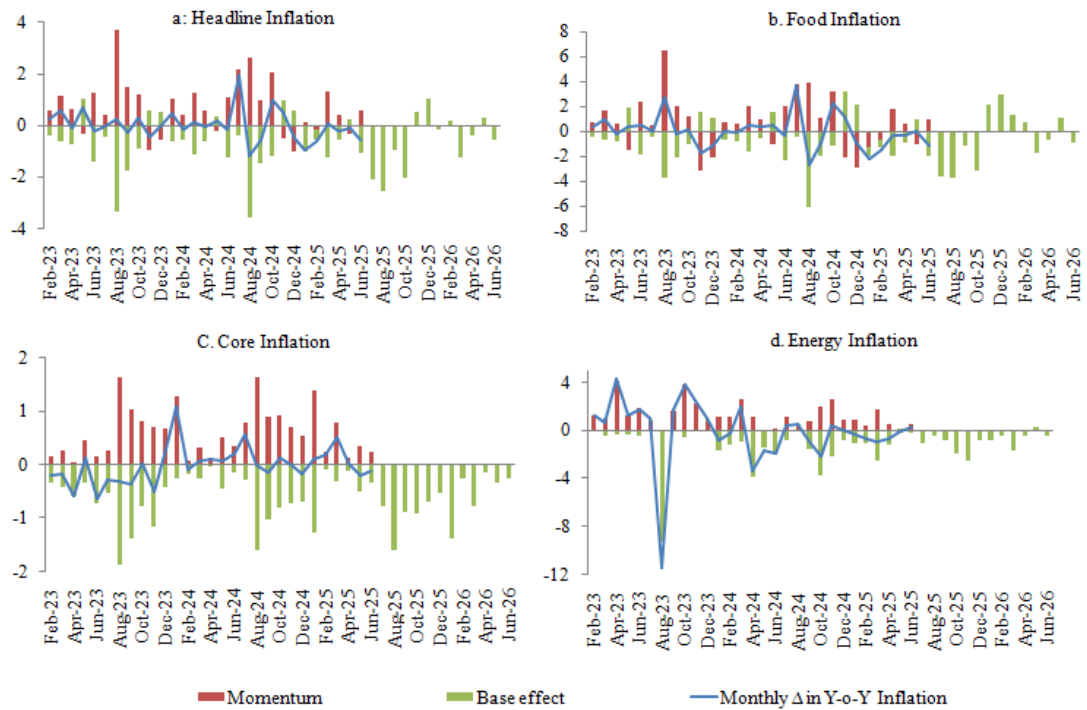 a: Headline Inflation
4
2
0
-2
-4
Feb-23 Apr-23 Jun-23 Aug-23 Oct-23 Dec-23 Feb-24 Apr-24 Jun-24 Aug-24 Oct-24 Dec-24 Feb-25 Apr-25 Jun-25 Aug-25 Oct-25 Dec-25 Feb-26 Apr-26 Jun-26
b. Food Inflation
8
6
4
2
0
-2
-4
-6
-8
Feb-23 Apr-23 Jun-23 Aug-23 Oct-23 Dec-23 Feb-24 Apr-24 Jun-24 Aug-24 Oct-24 Dec-24 Feb-25 Apr-25 Jun-25 Aug-25 Oct-25 Dec-25 Feb-26 Apr-26 Jun-26
C. Core Inflation
2
1
0
-1
-2
Feb-23 Apr-23 Jun-23 Aug-23 Oct-23 Dec-23 Feb-24 Apr-24 Jun-24 Aug-24 Oct-24 Dec-24 Feb-25 Apr-25 Jun-25 Aug-25 Oct-25 Dec-25 Feb-26 Apr-26 Jun-26
d. Energy Inflation
4
0
-4
-8
-12
Feb-23 Apr-23 Jun-23 Aug-23 Oct-23 Dec-23 Feb-24 Apr-24 Jun-24 Aug-24 Oct-24 Dec-24 Feb-25 Apr-25 Jun-25 Aug-25 Oct-25 Dec-25 Feb-26 Apr-26 Jun-26
Momentum Base effect Monthly Δ in Y-o-Y Inflation